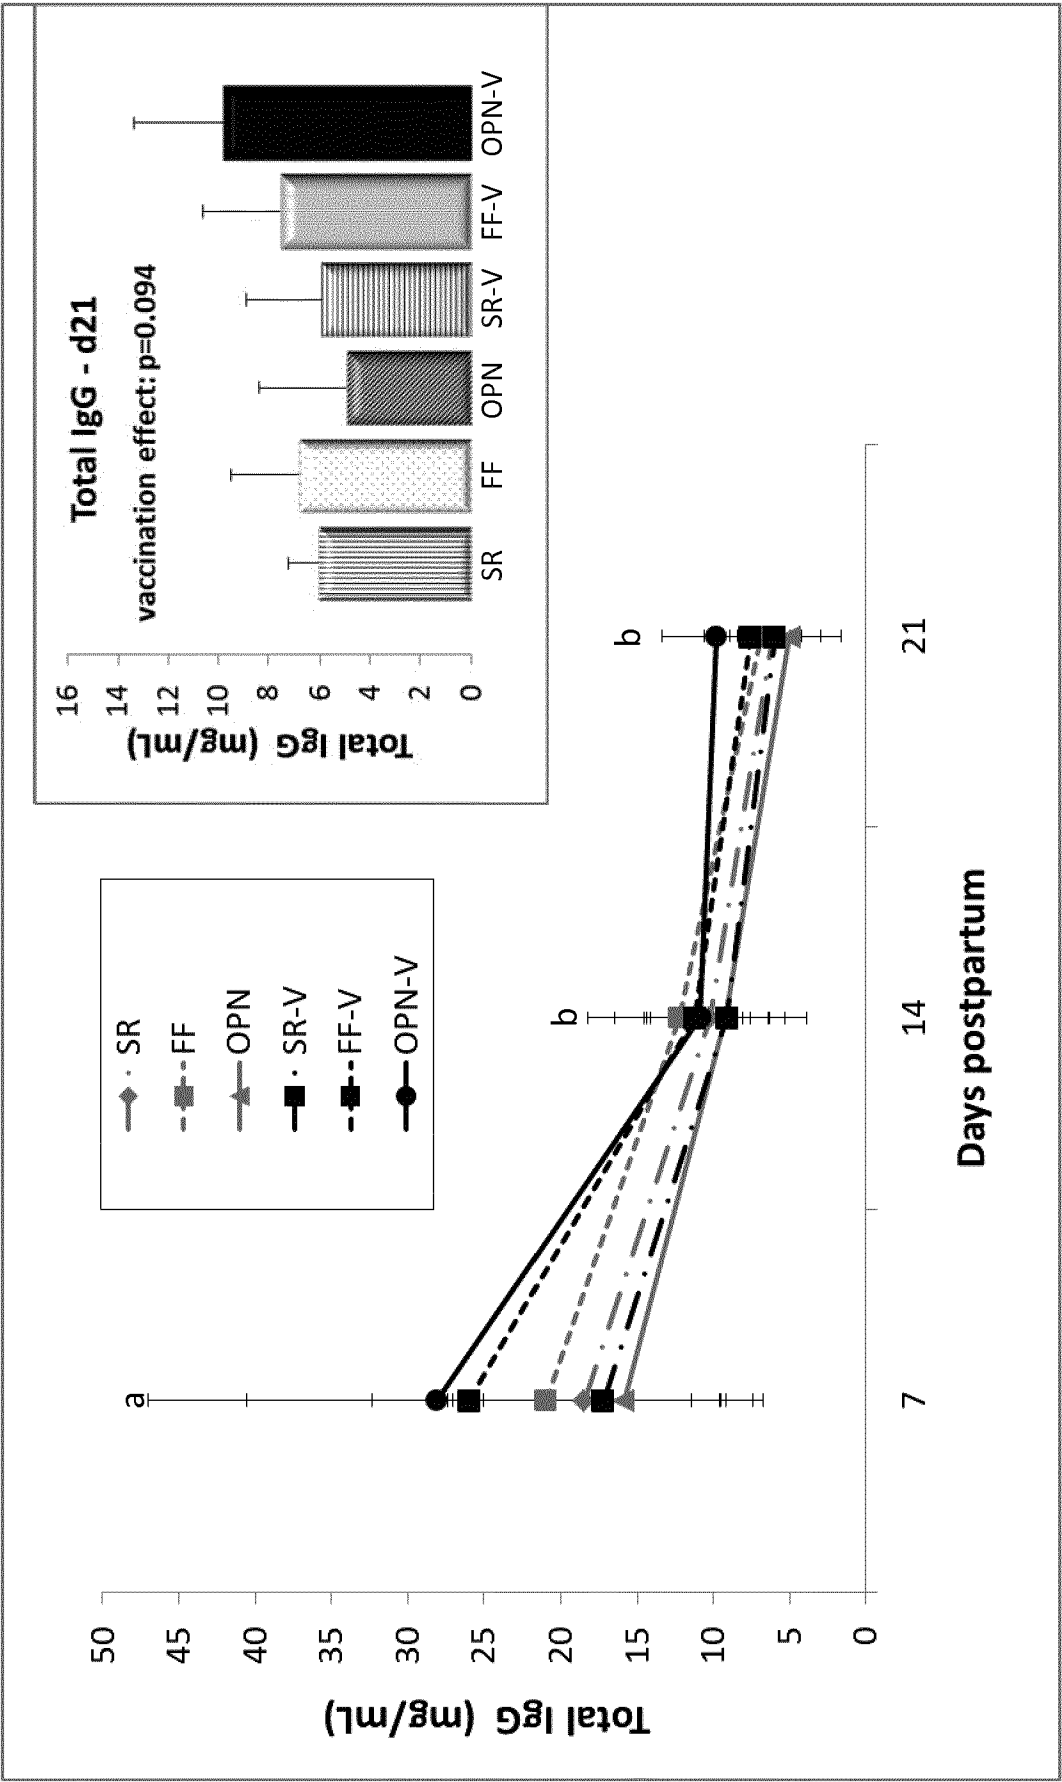 Total IgG (mg/mL)
50
45
40
35
30
25
20
15
10
5
0
a
b
b
7
14
21
Days postpartum
SR
FF
OPN
SR-V
FF-V
OPN-V
Total IgG - d21
vaccination effect: p=0.094
Total IgG (mg/mL)
16
14
12
10
8
6
4
2
0
SR
FF
OPN
SR-V
FF-V
OPN-V